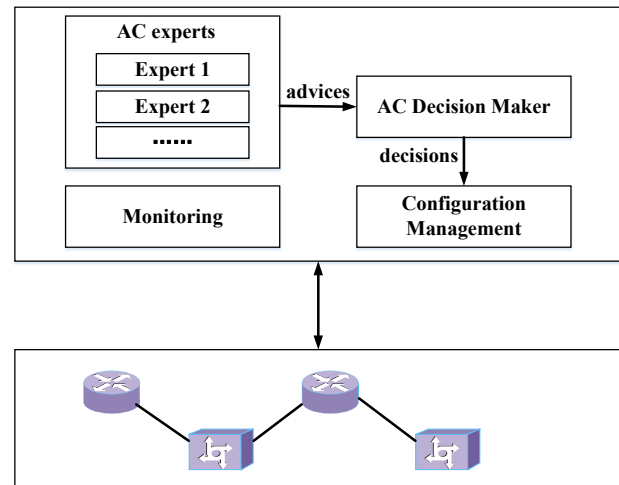 AC experts
Expert 1
Expert 2
......
advices
AC Decision Maker
decisions
Monitoring
Configuration
Management